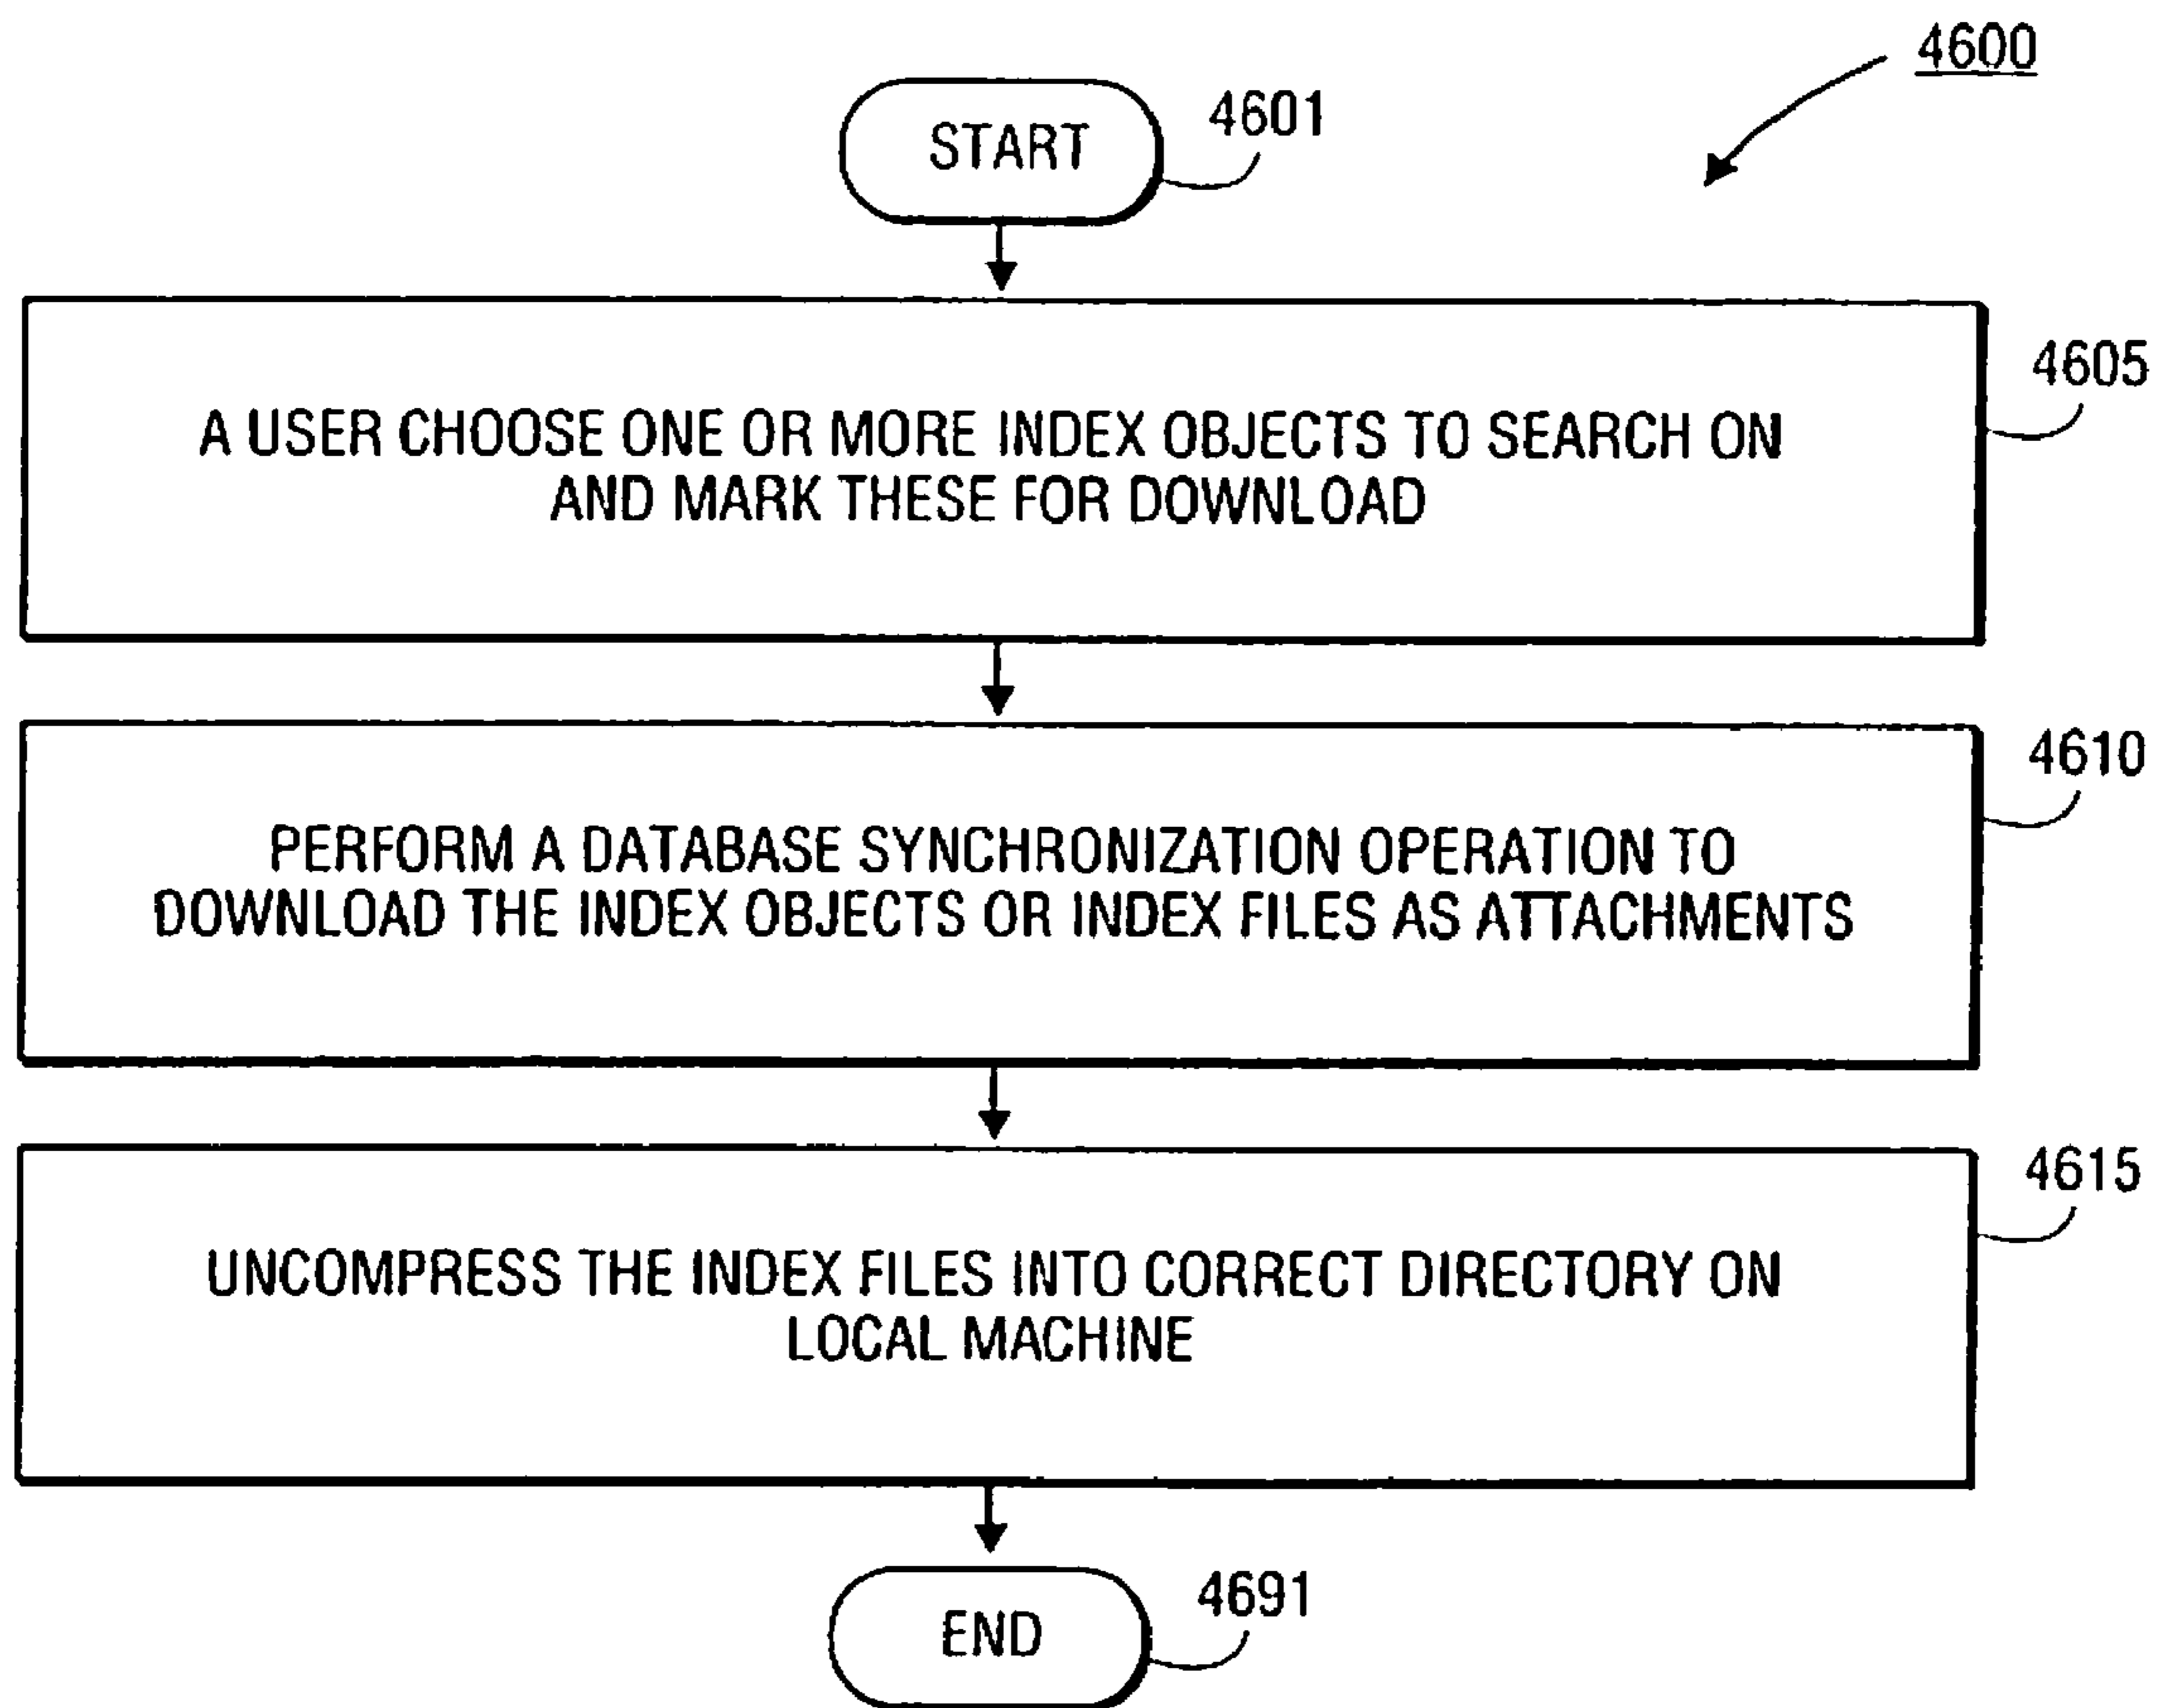 4600
START
4601
4605
A USER CHOOSE ONE OR MORE INDEX OBJECTS TO SEARCH ON
AND MARK THESE FOR DOWNLOAD
4610
PERFORM A DATABASE SYNCHRONIZATION OPERATION TO
DOWNLOAD THE INDEX OBJECTS OR INDEX FILES AS ATTACHMENTS
4615
UNCOMPRESS THE INDEX FILES INTO CORRECT DIRECTORY ON
LOCAL MACHINE
4691
END